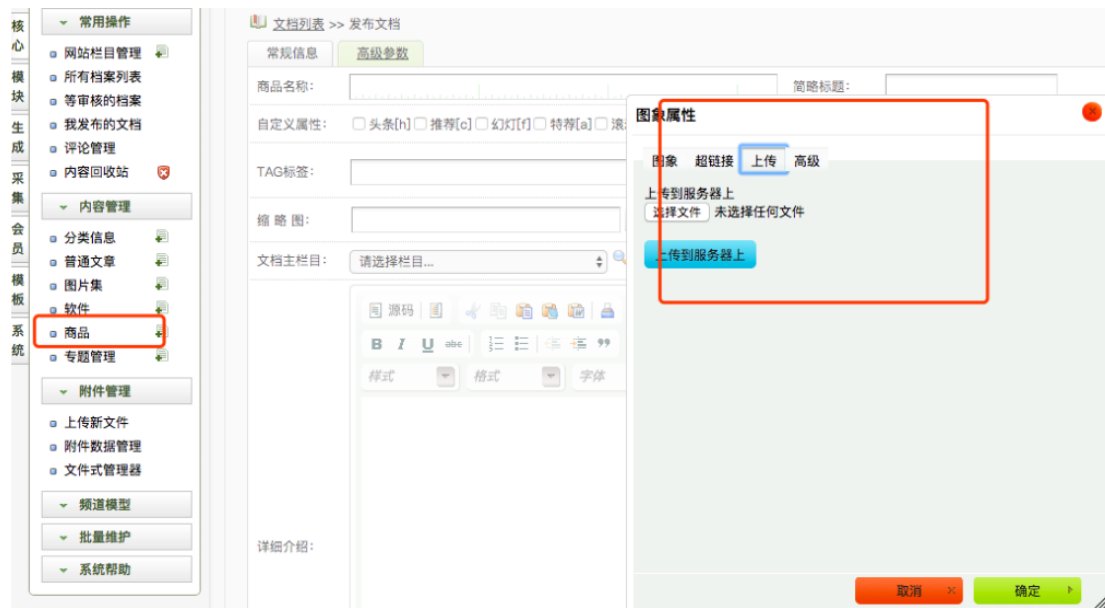 核心
模块
生成
采集
会员
模板
系统
常用操作
网站栏目管理
所有档案列表
等审核的档案
我发布的文档
评论管理
内容回收站
内容管理
分类信息
普通文章
图片集
软件
商品
专题管理
附件管理
上传新文件
附件数据管理
文件式管理器
频道模型
批量维护
系统帮助
文档列表 >> 发布文档
常规信息 高级参数
商品名称： 简略标题：
自定义属性： 头条[h] 推荐[c] 幻灯[f] 特荐[a] 滚
TAG标签：
缩 略 图：
文档主栏目： 请选择栏目...
源码
B I U abc
样式 格式 字体
详细介绍：
图象属性
图象 超链接 上传 高级
上传到服务器上
选择文件 未选择任何文件
上传到服务器上
取消 确定